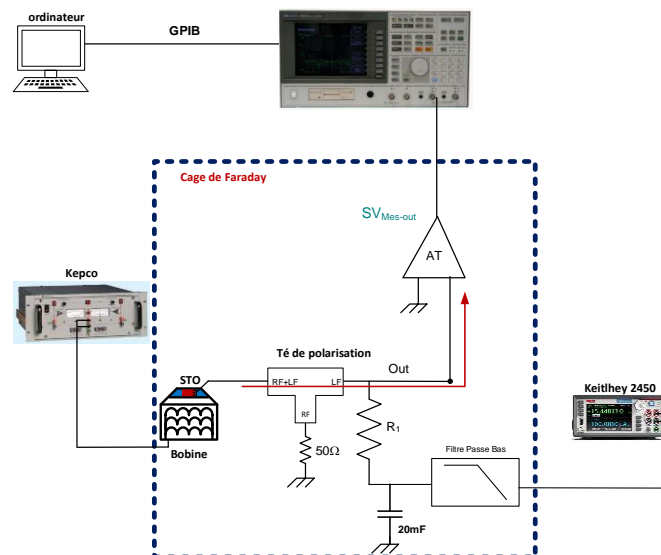 ordinateur
GPIB
Cage de Faraday
SVMes-out
AT
Kepco
Té de polarisation
STO
RF+LF
LF
Out
RF
Keitlhey 2450
R1
50Ω
Filtre Passe Bas
Bobine
20mF